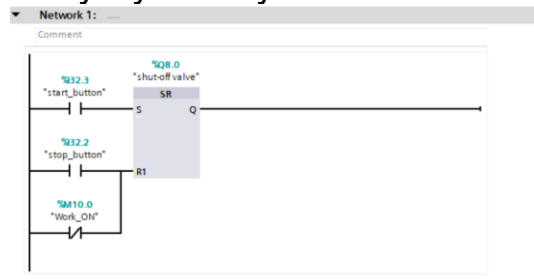 Network 1: ....
Comment
%Q8.0
"shut-off valve"
%I32.3
"start_button"
SR
S Q
%I32.2
"stop_button"
R1
%M10.0
"Work_ON"